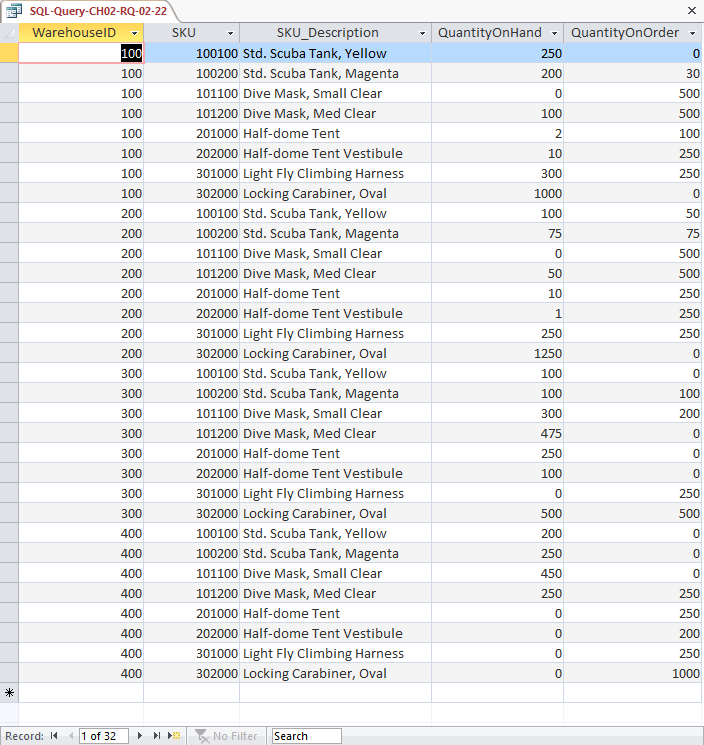 SQL-Query-CH02-RQ-02-22
WarehouseID SKU SKU_Description QuantityOnHand QuantityOnOrder
100 100100 Std. Scuba Tank, Yellow 250 0
100 100200 Std. Scuba Tank, Magenta 200 30
100 101100 Dive Mask, Small Clear 0 500
100 101200 Dive Mask, Med Clear 100 500
100 201000 Half-dome Tent 2 100
100 202000 Half-dome Tent Vestibule 10 250
100 301000 Light Fly Climbing Harness 300 250
100 302000 Locking Carabiner, Oval 1000 0
200 100100 Std. Scuba Tank, Yellow 100 50
200 100200 Std. Scuba Tank, Magenta 75 75
200 101100 Dive Mask, Small Clear 0 500
200 101200 Dive Mask, Med Clear 50 500
200 201000 Half-dome Tent 10 250
200 202000 Half-dome Tent Vestibule 1 250
200 301000 Light Fly Climbing Harness 250 250
200 302000 Locking Carabiner, Oval 1250 0
300 100100 Std. Scuba Tank, Yellow 100 0
300 100200 Std. Scuba Tank, Magenta 100 100
300 101100 Dive Mask, Small Clear 300 200
300 101200 Dive Mask, Med Clear 475 0
300 201000 Half-dome Tent 250 0
300 202000 Half-dome Tent Vestibule 100 0
300 301000 Light Fly Climbing Harness 0 250
300 302000 Locking Carabiner, Oval 500 500
400 100100 Std. Scuba Tank, Yellow 200 0
400 100200 Std. Scuba Tank, Magenta 250 0
400 101100 Dive Mask, Small Clear 450 0
400 101200 Dive Mask, Med Clear 250 250
400 201000 Half-dome Tent 0 250
400 202000 Half-dome Tent Vestibule 0 200
400 301000 Light Fly Climbing Harness 0 250
400 302000 Locking Carabiner, Oval 0 1000
Record: 1 of 32 No Filter Search